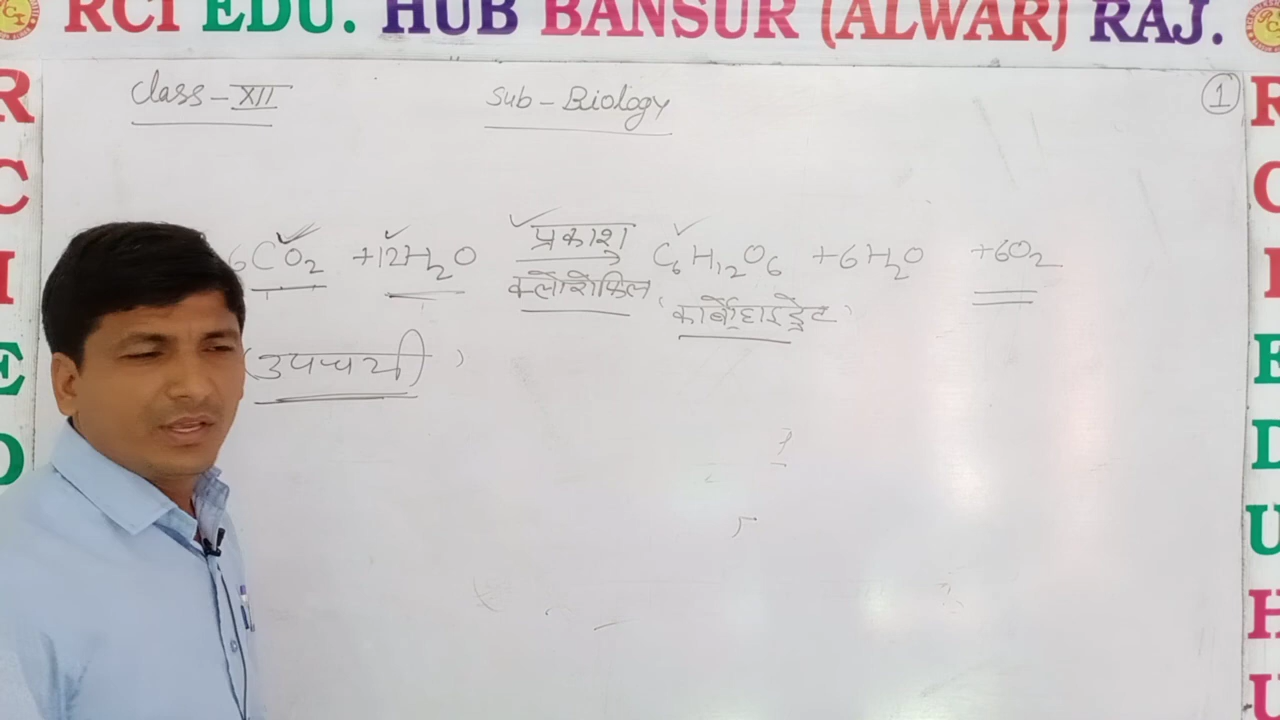 RCI EDU. HUB BANSUR (ALWAR) RAJ.
Class - XII Sub - Biology 1
6CO2 + 12H2O प्रकाश C6H12O6 + 6H2O + 6O2
क्लोरोफिल
कार्बोहाइड्रेट
(उपचयी)
R
C
I
E
D
R
C
I
E
D
U
H
U